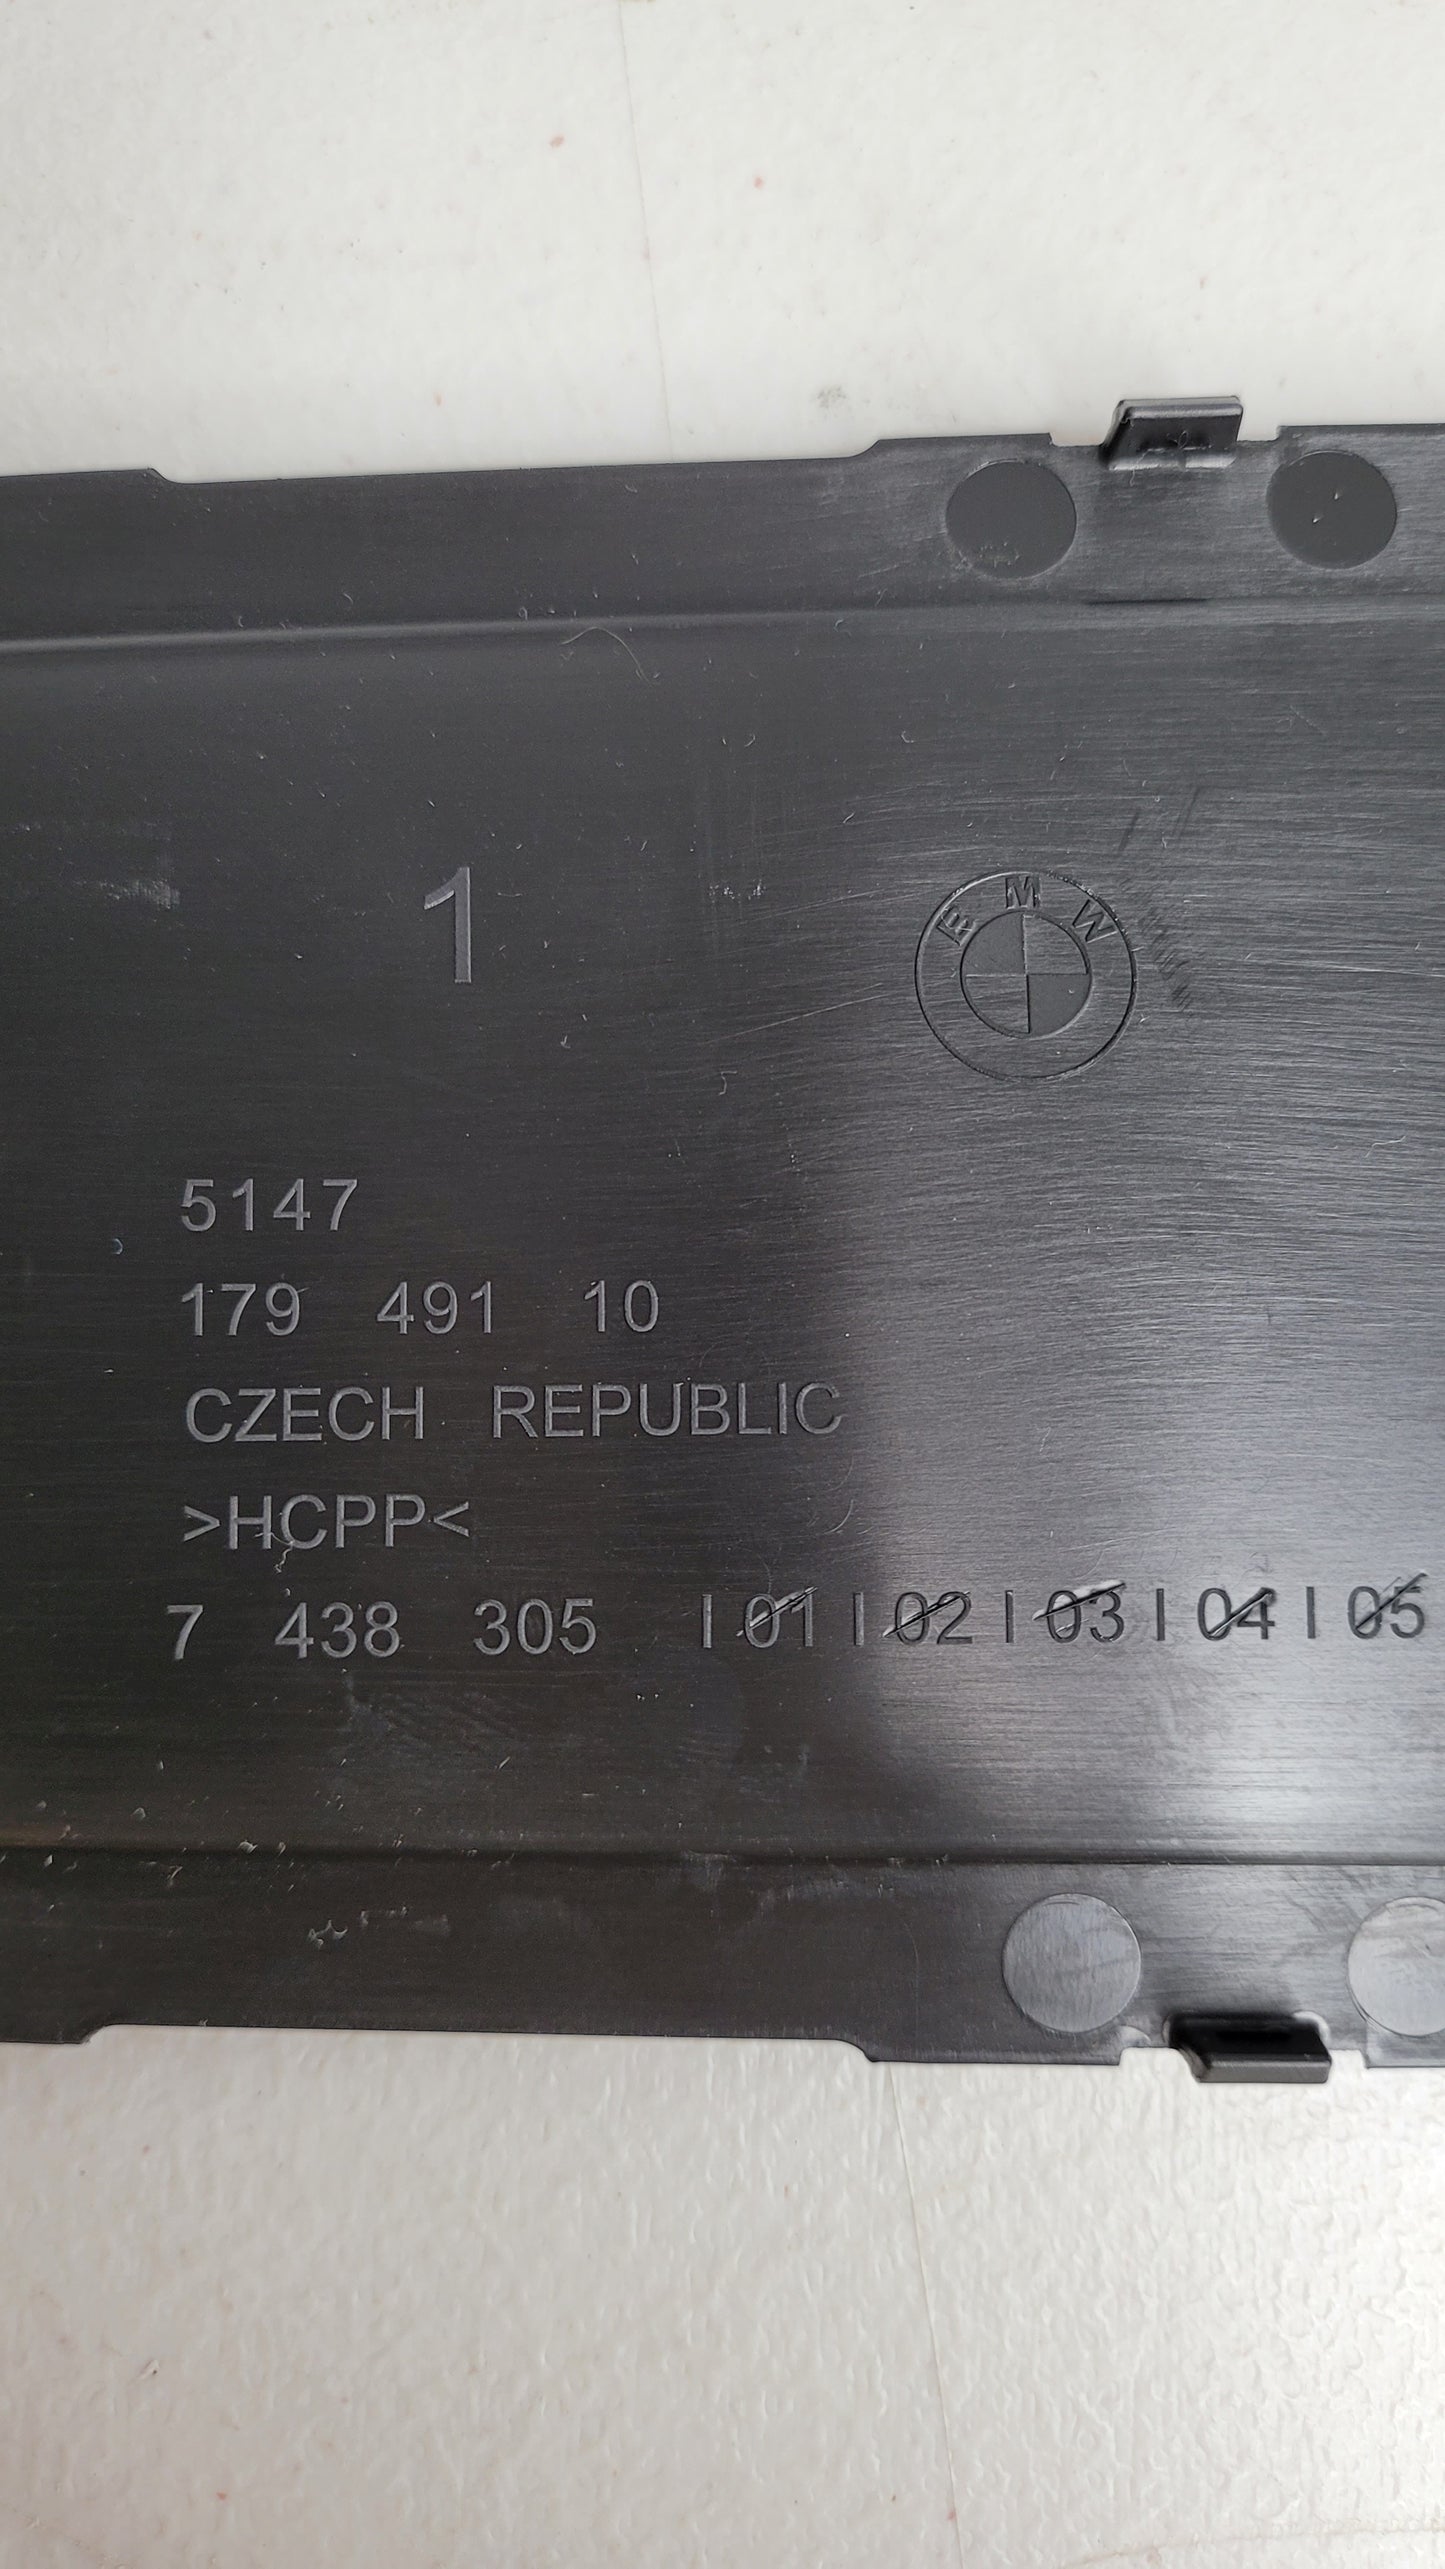 1
BMW
5147
179 491 10
CZECH REPUBLIC
>HCPP<
7 438 305 |01|02|03|04|05